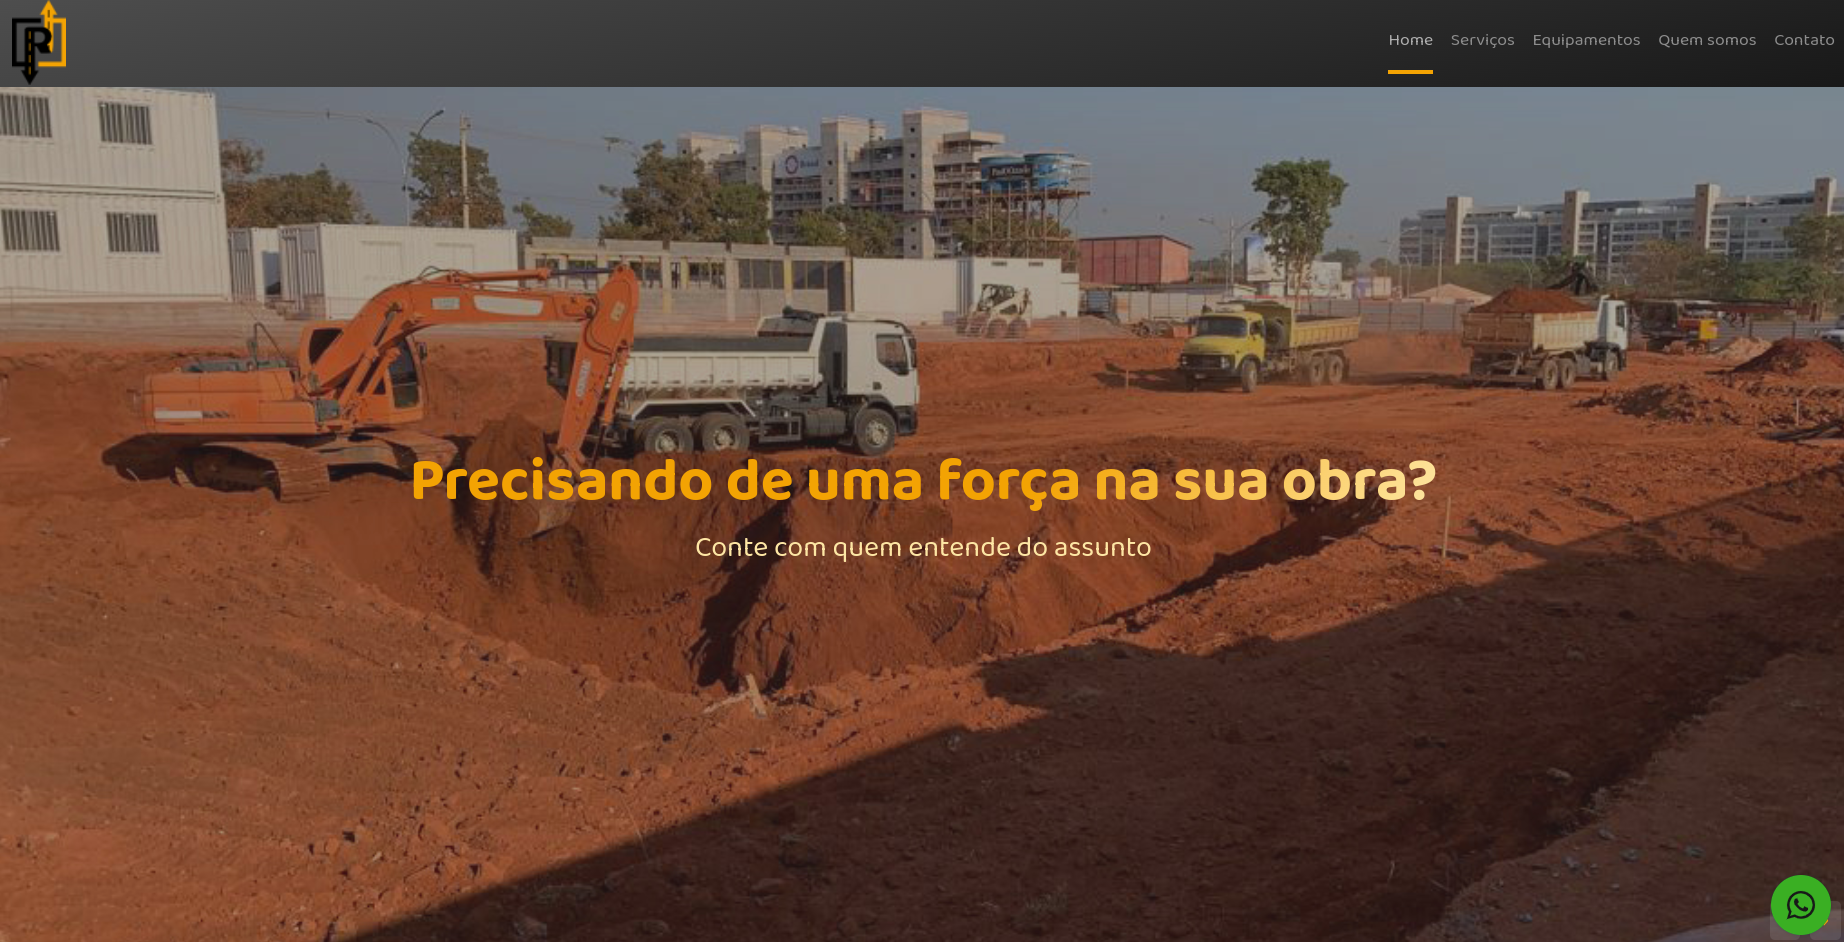 R
Home
Serviços
Equipamentos
Quem somos
Contato
Precisando de uma força na sua obra?
Conte com quem entende do assunto